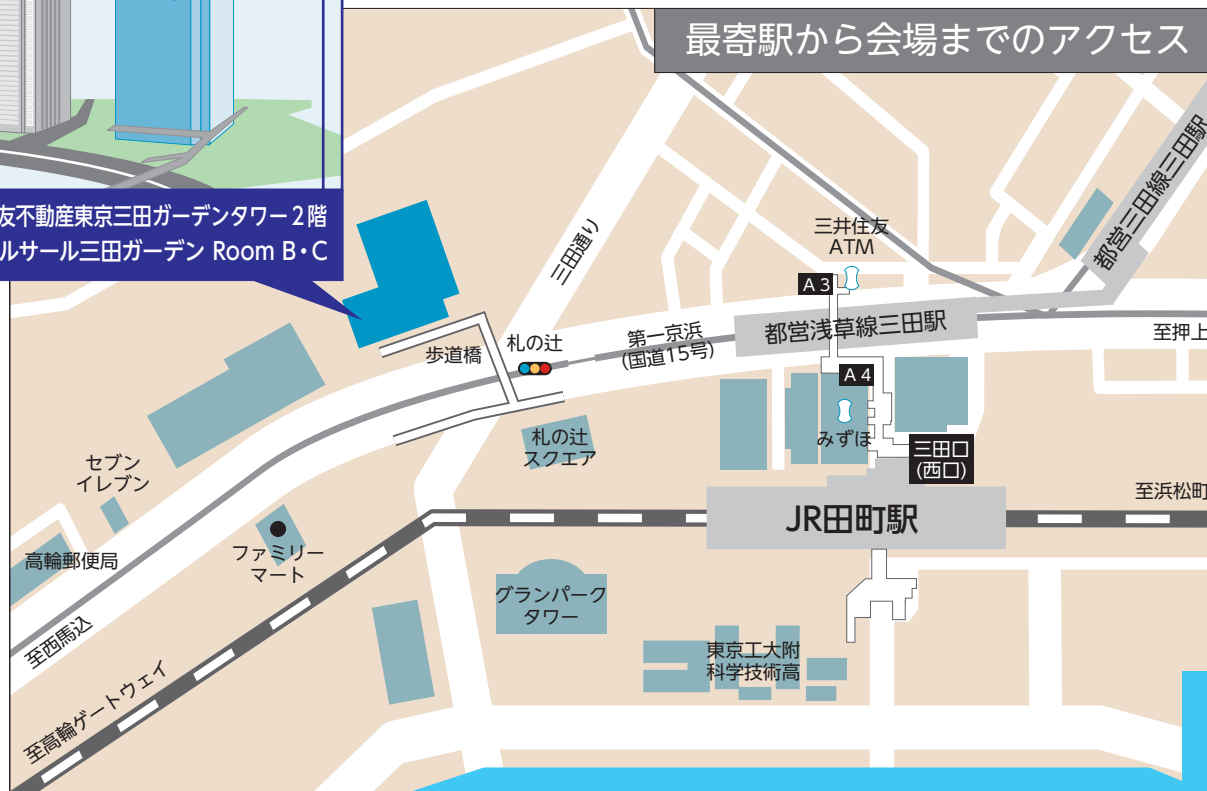 最寄駅から会場までのアクセス
友不動産東京三田ガーデンタワー2階
ルサール三田ガーデン Room B・C
三田通り
三井住友
ATM
都営三田線三田駅
A3
都営浅草線三田駅
第一京浜
(国道15号)
札の辻
歩道橋
至押上
A4
みずほ
三田口
(西口)
札の辻
スクエア
セブン
イレブン
至浜松町
JR田町駅
高輪郵便局
ファミリー
マート
グランパーク
タワー
至西馬込
東京工大附
科学技術高
至高輪ゲートウェイ